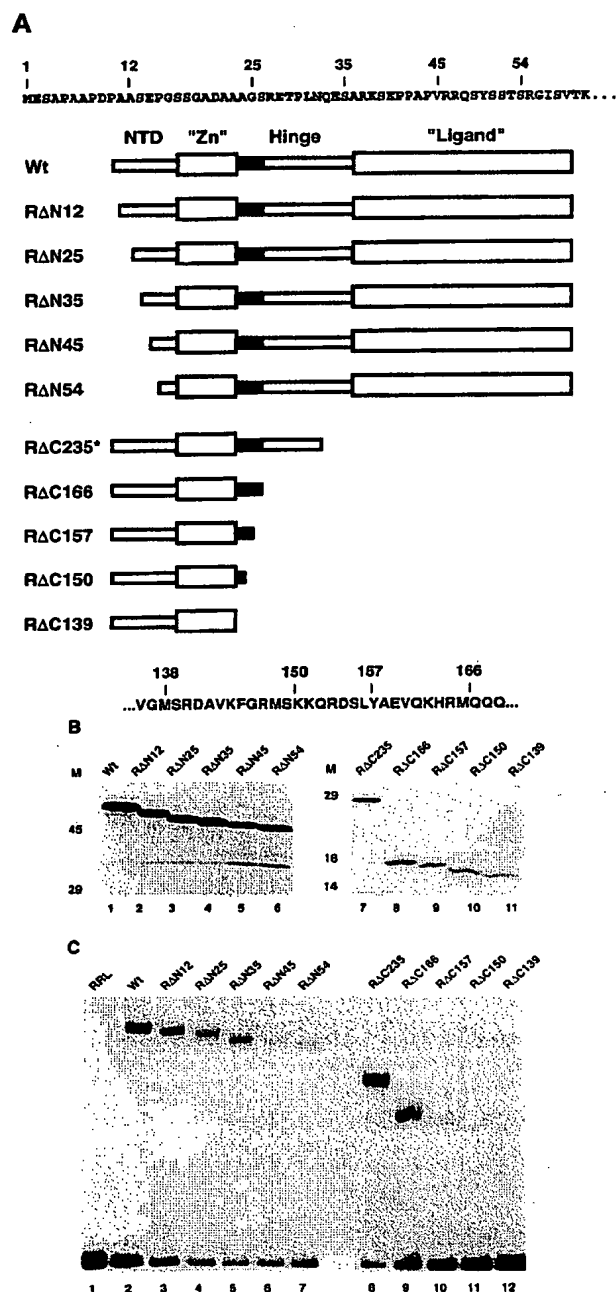 A
1 12 25 35 45 54
MESAPAAPDPAASEPGSSGADAAAGSRETPLNQESARKSEPPAPVRRQSYSSTSRGISVTK...
NTD "Zn" Hinge "Ligand"
Wt
RΔN12
RΔN25
RΔN35
RΔN45
RΔN54
RΔC235*
RΔC166
RΔC157
RΔC150
RΔC139
138 150 157 166
...VGMSRDAVKFGRMSKKQRDSLYAEVQKHRMQQQ...
B
M Wt RΔN12 RΔN25 RΔN35 RΔN45 RΔN54 M RΔC235 RΔC166 RΔC157 RΔC150 RΔC139
29
45
18
29
14
1 2 3 4 5 6 7 8 9 10 11
C
RRL Wt RΔN12 RΔN25 RΔN35 RΔN45 RΔN54 RΔC235 RΔC166 RΔC157 RΔC150 RΔC139
1 2 3 4 5 6 7 8 9 10 11 12